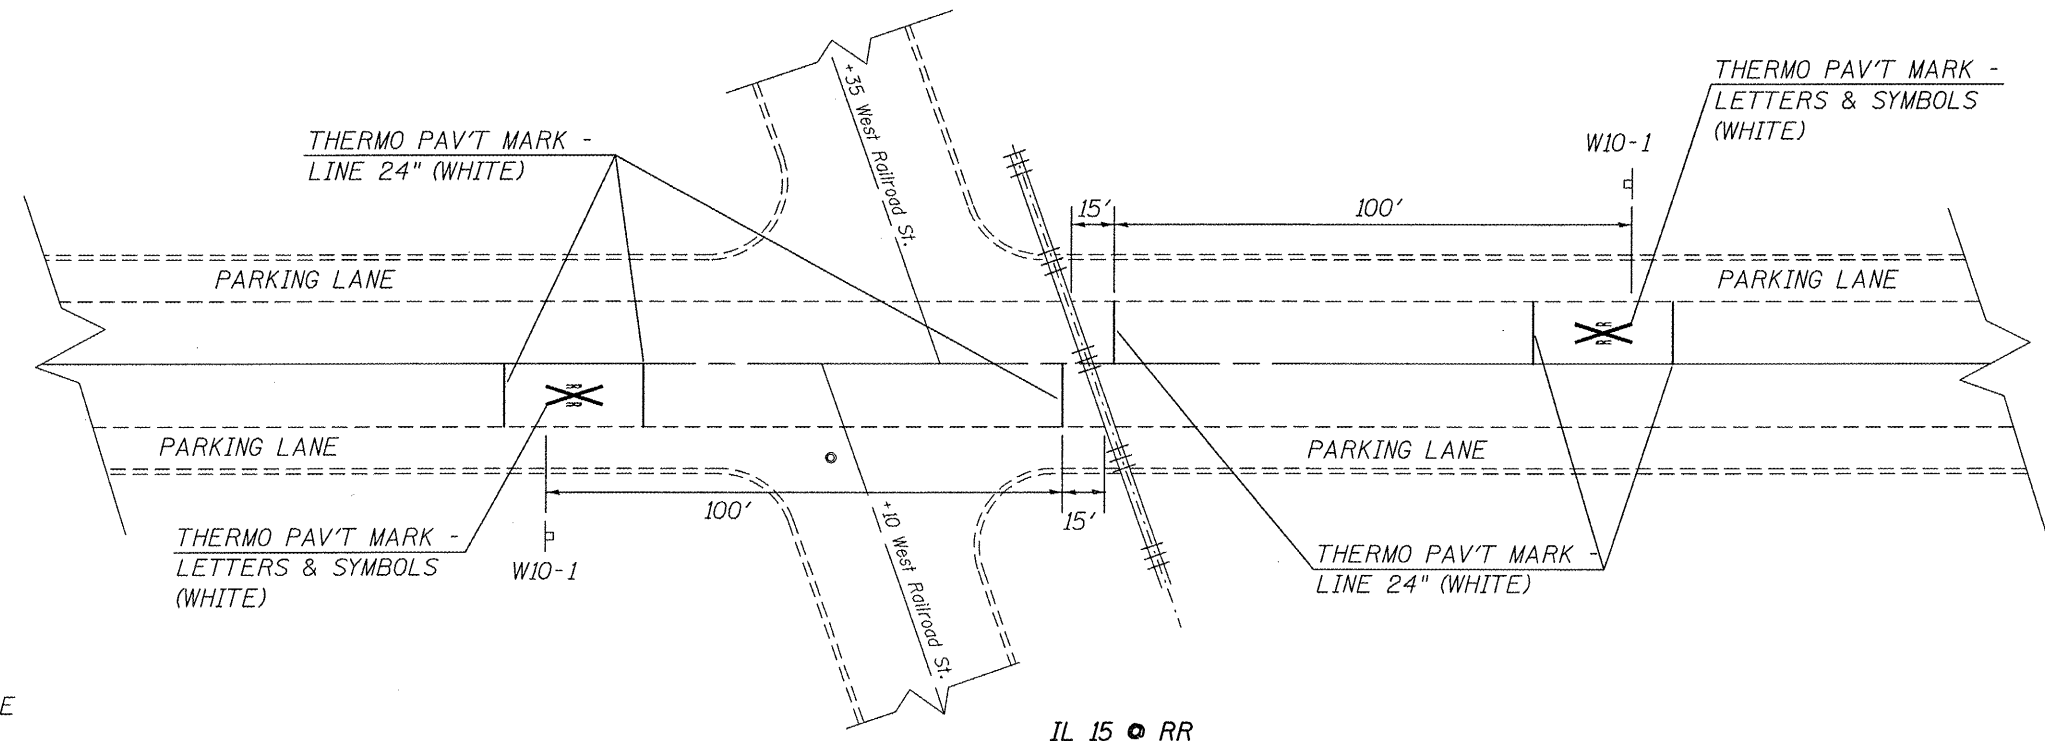 THERMO PAV'T MARK -
LETTERS & SYMBOLS
(WHITE)
W10-1
THERMO PAV'T MARK -
LINE 24" (WHITE)
+35 West Railroad St.
15'
100'
PARKING LANE
PARKING LANE
R R
R R
PARKING LANE
PARKING LANE
100'
15'
THERMO PAV'T MARK -
LETTERS & SYMBOLS
(WHITE)
W10-1
+10 West Railroad St.
THERMO PAV'T MARK -
LINE 24" (WHITE)
E
IL 15 @ RR